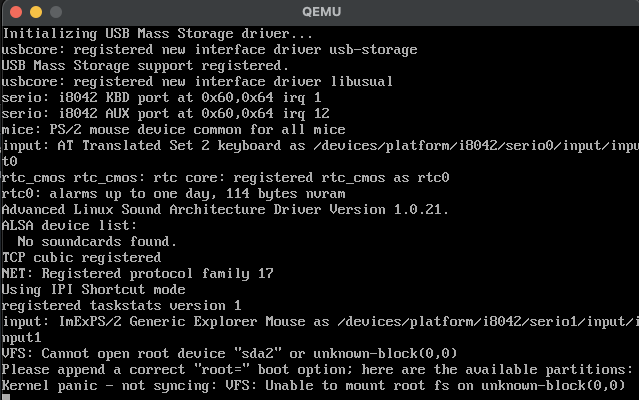 QEMU
Initializing USB Mass Storage driver...
usbcore: registered new interface driver usb-storage
USB Mass Storage support registered.
usbcore: registered new interface driver libusual
serio: i8042 KBD port at 0x60,0x64 irq 1
serio: i8042 AUX port at 0x60,0x64 irq 12
mice: PS/2 mouse device common for all mice
input: AT Translated Set 2 keyboard as /devices/platform/i8042/serio0/input/inpu
t0
rtc_cmos rtc_cmos: rtc core: registered rtc_cmos as rtc0
rtc0: alarms up to one day, 114 bytes nvram
Advanced Linux Sound Architecture Driver Version 1.0.21.
ALSA device list:
  No soundcards found.
TCP cubic registered
NET: Registered protocol family 17
Using IPI Shortcut mode
registered taskstats version 1
input: ImExPS/2 Generic Explorer Mouse as /devices/platform/i8042/serio1/input/i
nput1
VFS: Cannot open root device "sda2" or unknown-block(0,0)
Please append a correct "root=" boot option; here are the available partitions:
Kernel panic - not syncing: VFS: Unable to mount root fs on unknown-block(0,0)